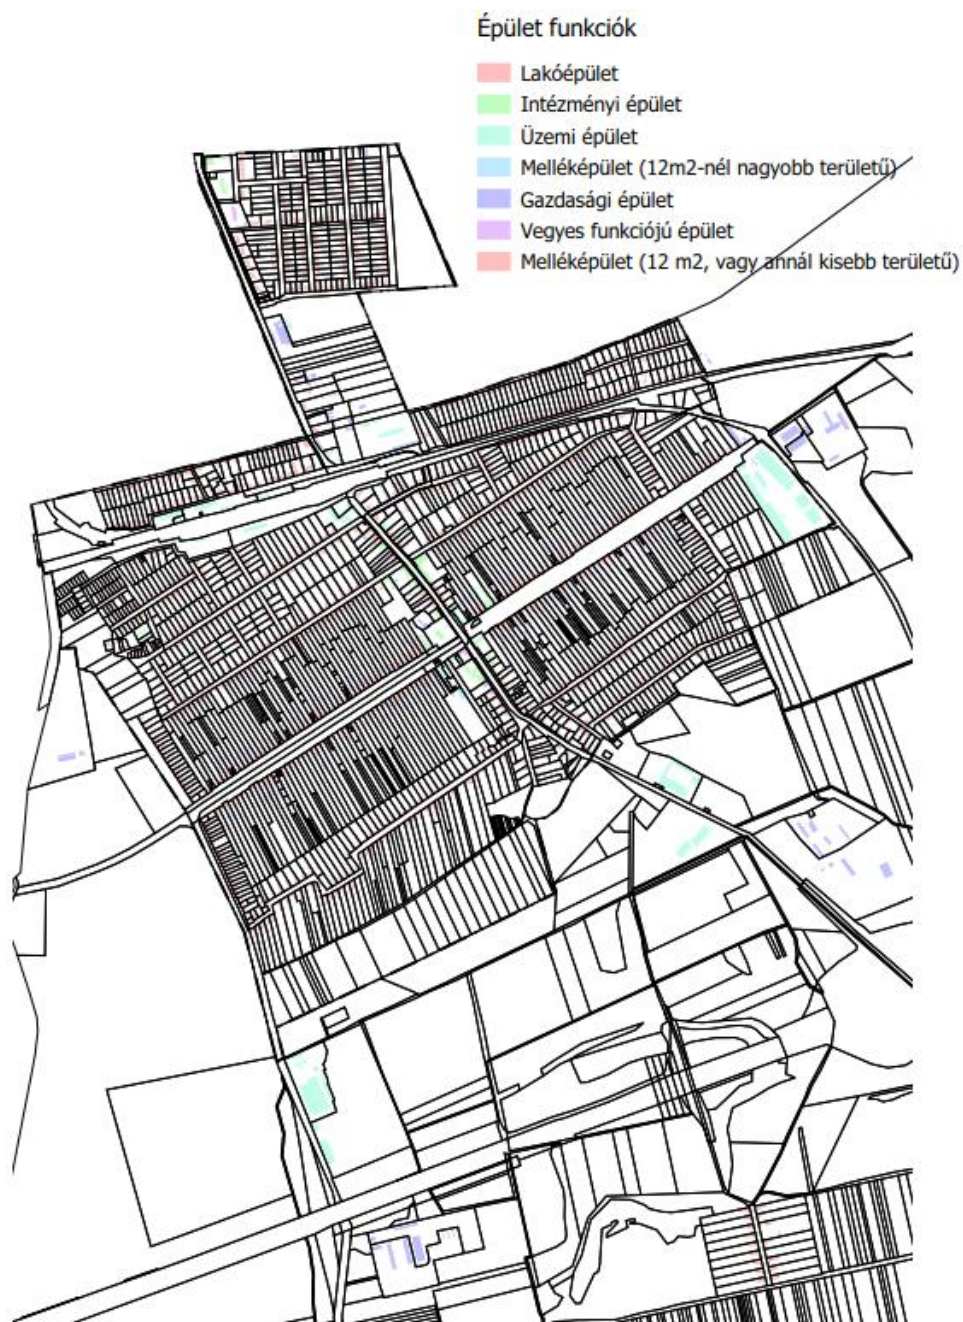 Épület funkciók
Lakóépület
Intézményi épület
Üzemi épület
Melléképület (12m2-nél nagyobb területű)
Gazdasági épület
Vegyes funkciójú épület
Melléképület (12 m2, vagy annál kisebb területű)